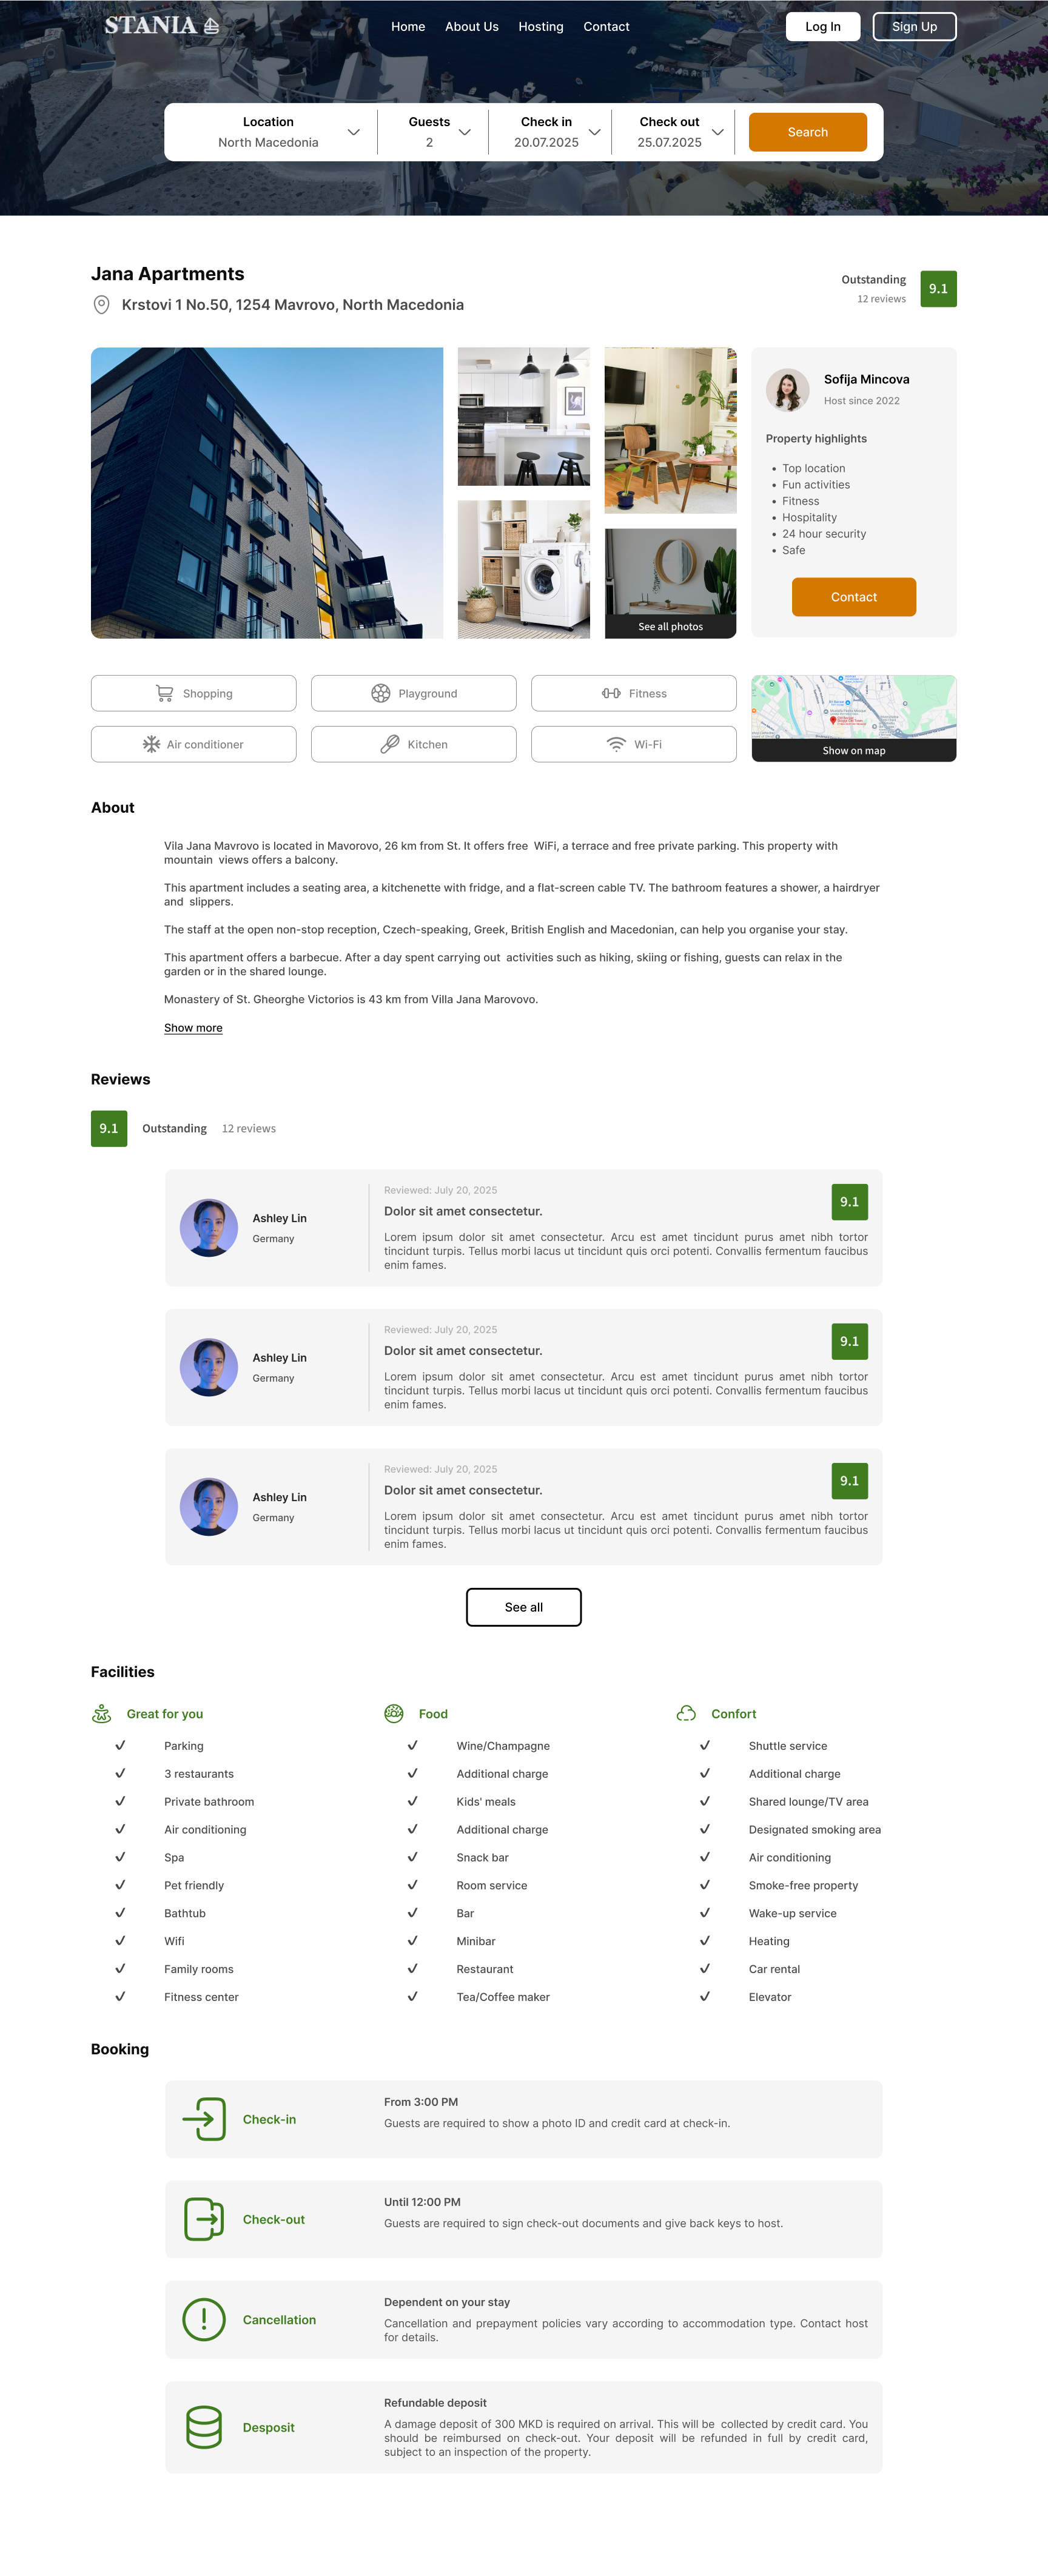 STANIA
Home About Us Hosting Contact
Log In Sign Up
Location Guests Check in Check out
North Macedonia 2 20.07.2025 25.07.2025
Search
Jana Apartments
Krstovi 1 No.50, 1254 Mavrovo, North Macedonia
Outstanding
12 reviews
9.1
Sofija Mincova
Host since 2022
Property highlights
• Top location
• Fun activities
• Fitness
• Hospitality
• 24 hour security
• Safe
Contact
See all photos
Shopping Playground Fitness
Air conditioner Kitchen Wi-Fi
Show on map
About
Vila Jana Mavrovo is located in Mavorovo, 26 km from St. It offers free WiFi, a terrace and free private parking. This property with
mountain views offers a balcony.
This apartment includes a seating area, a kitchenette with fridge, and a flat-screen cable TV. The bathroom features a shower, a hairdryer
and slippers.
The staff at the open non-stop reception, Czech-speaking, Greek, British English and Macedonian, can help you organise your stay.
This apartment offers a barbecue. After a day spent carrying out activities such as hiking, skiing or fishing, guests can relax in the
garden or in the shared lounge.
Monastery of St. Gheorghe Victorios is 43 km from Villa Jana Marovovo.
Show more
Reviews
9.1 Outstanding 12 reviews
Ashley Lin
Germany
Reviewed: July 20, 2025
Dolor sit amet consectetur.
Lorem ipsum dolor sit amet consectetur. Arcu est amet tincidunt purus amet nibh tortor
tincidunt turpis. Tellus morbi lacus ut tincidunt quis orci potenti. Convallis fermentum faucibus
enim fames.
9.1
Ashley Lin
Germany
Reviewed: July 20, 2025
Dolor sit amet consectetur.
Lorem ipsum dolor sit amet consectetur. Arcu est amet tincidunt purus amet nibh tortor
tincidunt turpis. Tellus morbi lacus ut tincidunt quis orci potenti. Convallis fermentum faucibus
enim fames.
9.1
Ashley Lin
Germany
Reviewed: July 20, 2025
Dolor sit amet consectetur.
Lorem ipsum dolor sit amet consectetur. Arcu est amet tincidunt purus amet nibh tortor
tincidunt turpis. Tellus morbi lacus ut tincidunt quis orci potenti. Convallis fermentum faucibus
enim fames.
9.1
See all
Facilities
Great for you
Parking
3 restaurants
Private bathroom
Air conditioning
Spa
Pet friendly
Bathtub
Wifi
Family rooms
Fitness center
Food
Wine/Champagne
Additional charge
Kids' meals
Additional charge
Snack bar
Room service
Bar
Minibar
Restaurant
Tea/Coffee maker
Confort
Shuttle service
Additional charge
Shared lounge/TV area
Designated smoking area
Air conditioning
Smoke-free property
Wake-up service
Heating
Car rental
Elevator
Booking
Check-in
From 3:00 PM
Guests are required to show a photo ID and credit card at check-in.
Check-out
Until 12:00 PM
Guests are required to sign check-out documents and give back keys to host.
Cancellation
Dependent on your stay
Cancellation and prepayment policies vary according to accommodation type. Contact host
for details.
Desposit
Refundable deposit
A damage deposit of 300 MKD is required on arrival. This will be collected by credit card. You
should be reimbursed on check-out. Your deposit will be refunded in full by credit card,
subject to an inspection of the property.